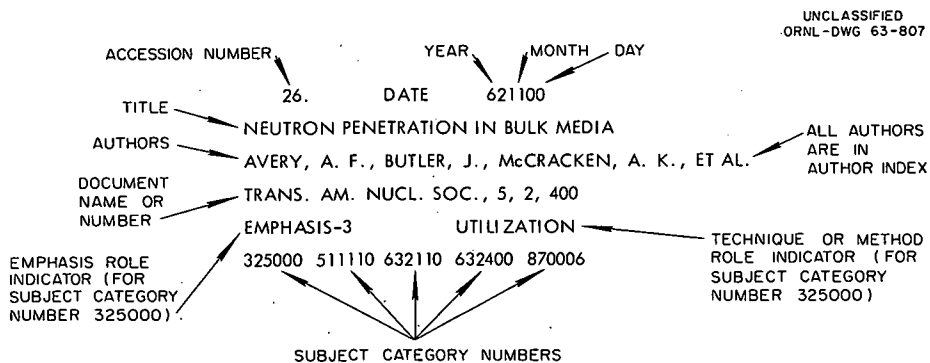 UNCLASSIFIED
ORNL-DWG 63-807
ACCESSION NUMBER YEAR MONTH DAY
26. DATE 621100
TITLE
NEUTRON PENETRATION IN BULK MEDIA
AUTHORS
AVERY, A. F., BUTLER, J., McCRACKEN, A. K., ET AL.
ALL AUTHORS
ARE IN
AUTHOR INDEX
DOCUMENT
NAME OR
NUMBER
TRANS. AM. NUCL. SOC., 5, 2, 400
EMPHASIS-3 UTILIZATION
EMPHASIS ROLE
INDICATOR (FOR
SUBJECT CATEGORY
NUMBER 325000)
325000 511110 632110 632400 870006
TECHNIQUE OR METHOD
ROLE INDICATOR (FOR
SUBJECT CATEGORY
NUMBER 325000)
SUBJECT CATEGORY NUMBERS